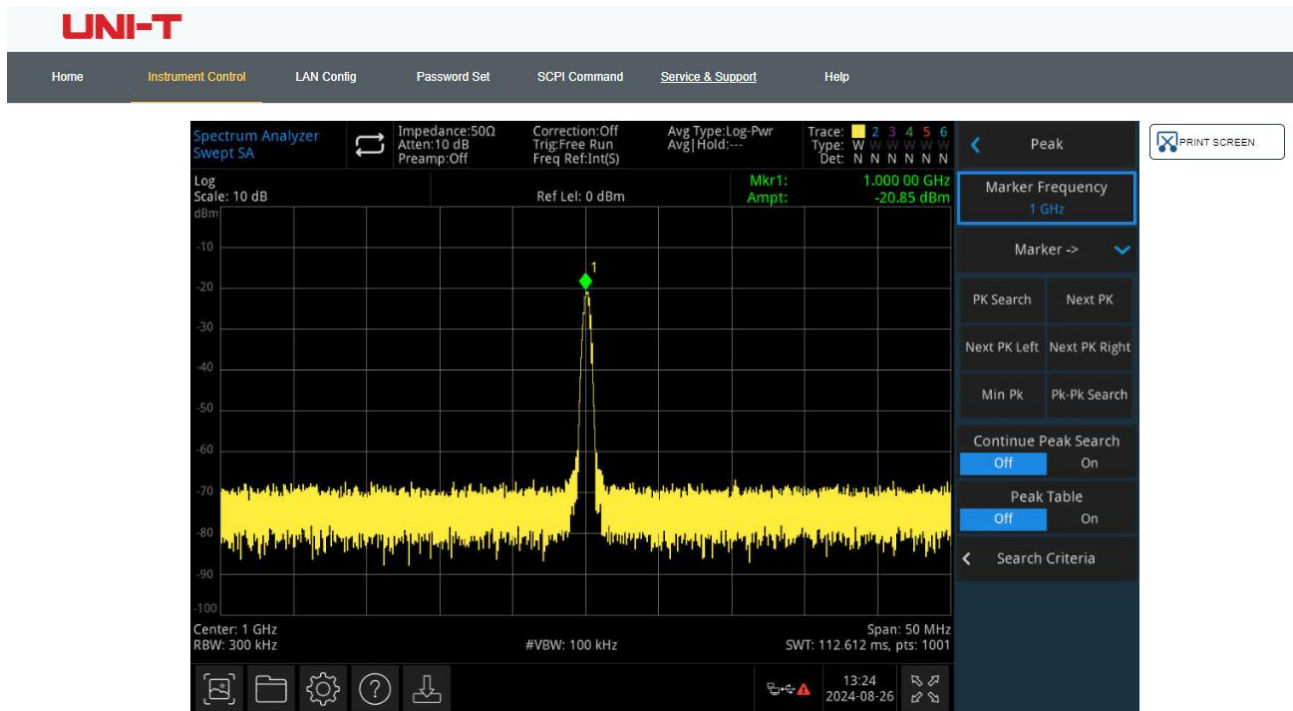 UNI-T
Home Instrument Control LAN Config Password Set SCPI Command Service & Support Help
Spectrum Analyzer
Swept SA
Impedance:50Ω
Atten:10 dB
Preamp:Off
Correction:Off
Trig:Free Run
Freq Ref:Int(S)
Avg Type:Log-Pwr
Avg|Hold:---
Trace: 1 2 3 4 5 6
Type: W W W W W W
Det: N N N N N N
Peak
PRINT SCREEN
Log
Scale: 10 dB
Ref Lel: 0 dBm
Mkr1: 1.000 00 GHz
Ampt: -20.85 dBm
dBm
-10
-20
-30
-40
-50
-60
-70
-80
-90
-100
1
Center: 1 GHz
RBW: 300 kHz
#VBW: 100 kHz
Span: 50 MHz
SWT: 112.612 ms, pts: 1001
Marker Frequency
1 GHz
Marker ->
PK Search Next PK
Next PK Left Next PK Right
Min Pk Pk-Pk Search
Continue Peak Search
Off On
Peak Table
Off On
Search Criteria
13:24
2024-08-26